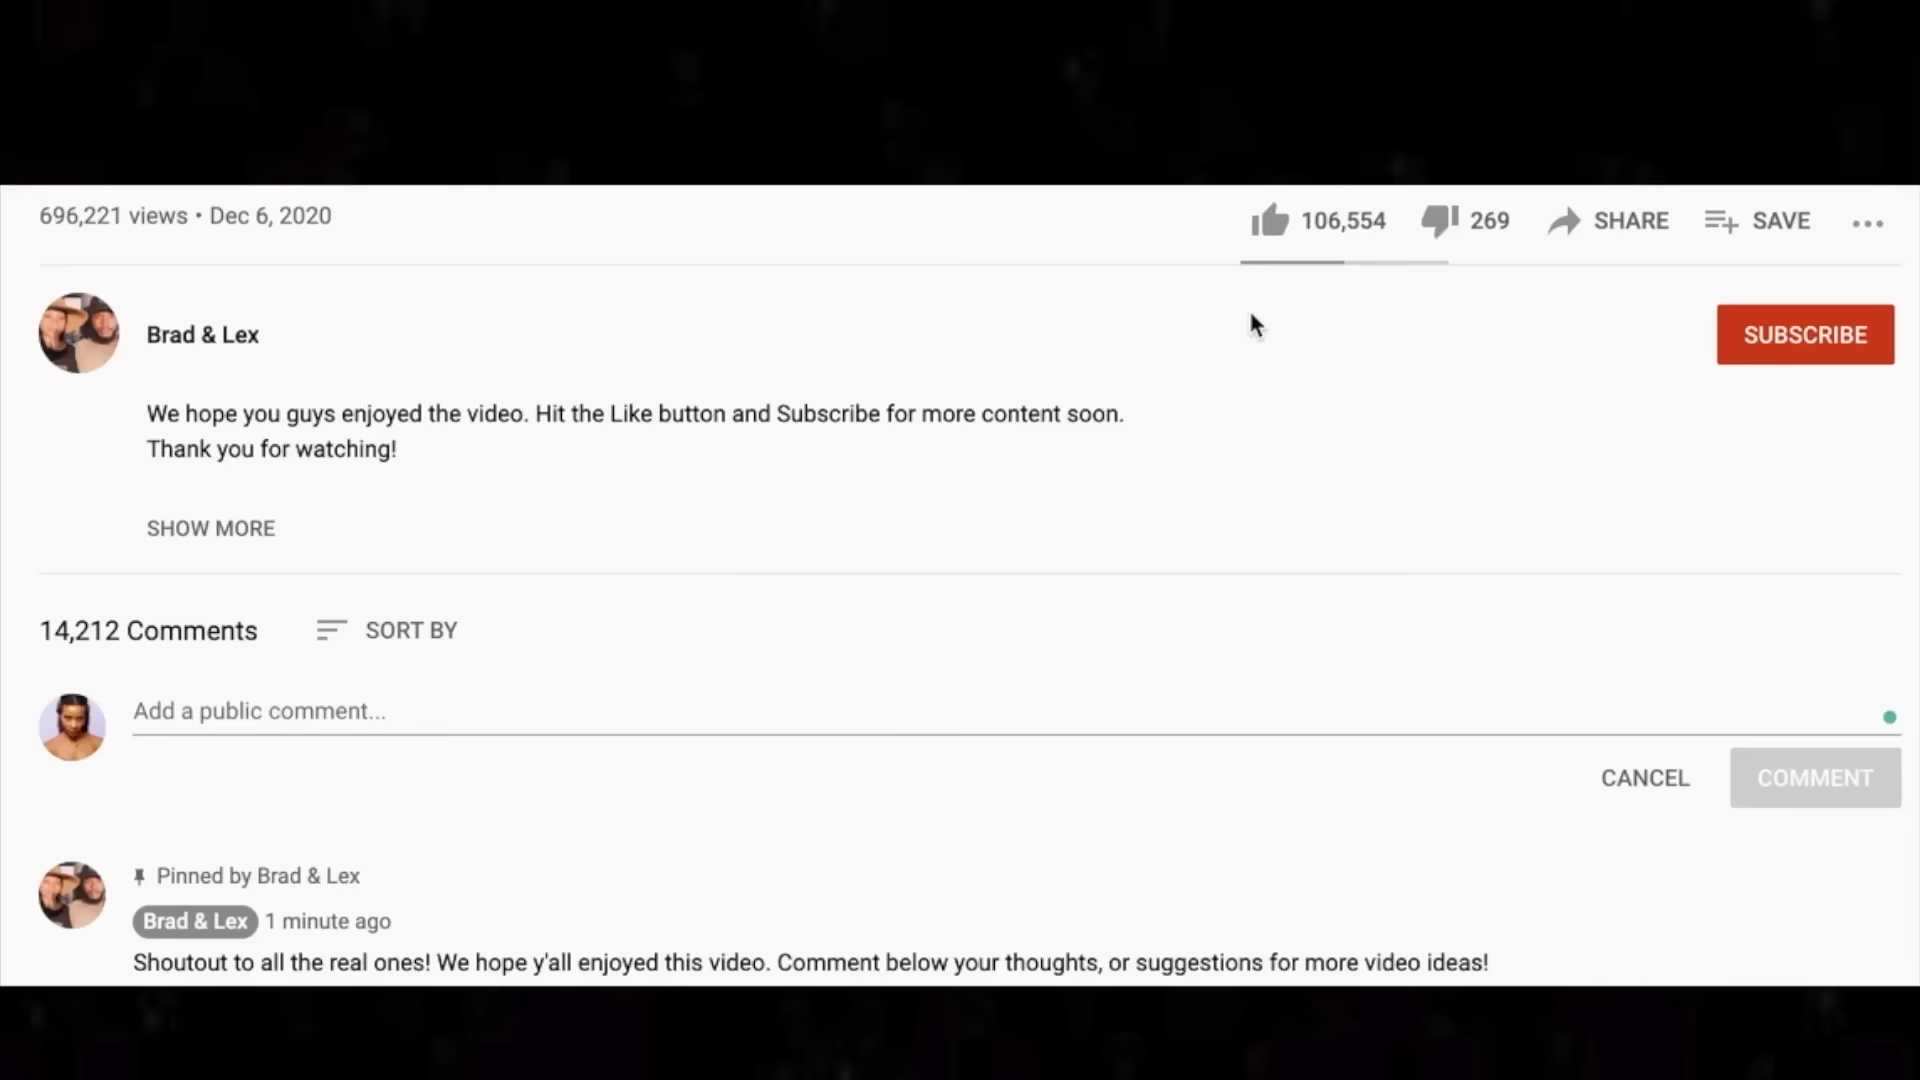 696,221 views • Dec 6, 2020
106,554
269
SHARE
SAVE
Brad & Lex
SUBSCRIBE
We hope you guys enjoyed the video. Hit the Like button and Subscribe for more content soon.
Thank you for watching!
SHOW MORE
14,212 Comments
SORT BY
Add a public comment...
CANCEL
COMMENT
Pinned by Brad & Lex
Brad & Lex 1 minute ago
Shoutout to all the real ones! We hope y'all enjoyed this video. Comment below your thoughts, or suggestions for more video ideas!